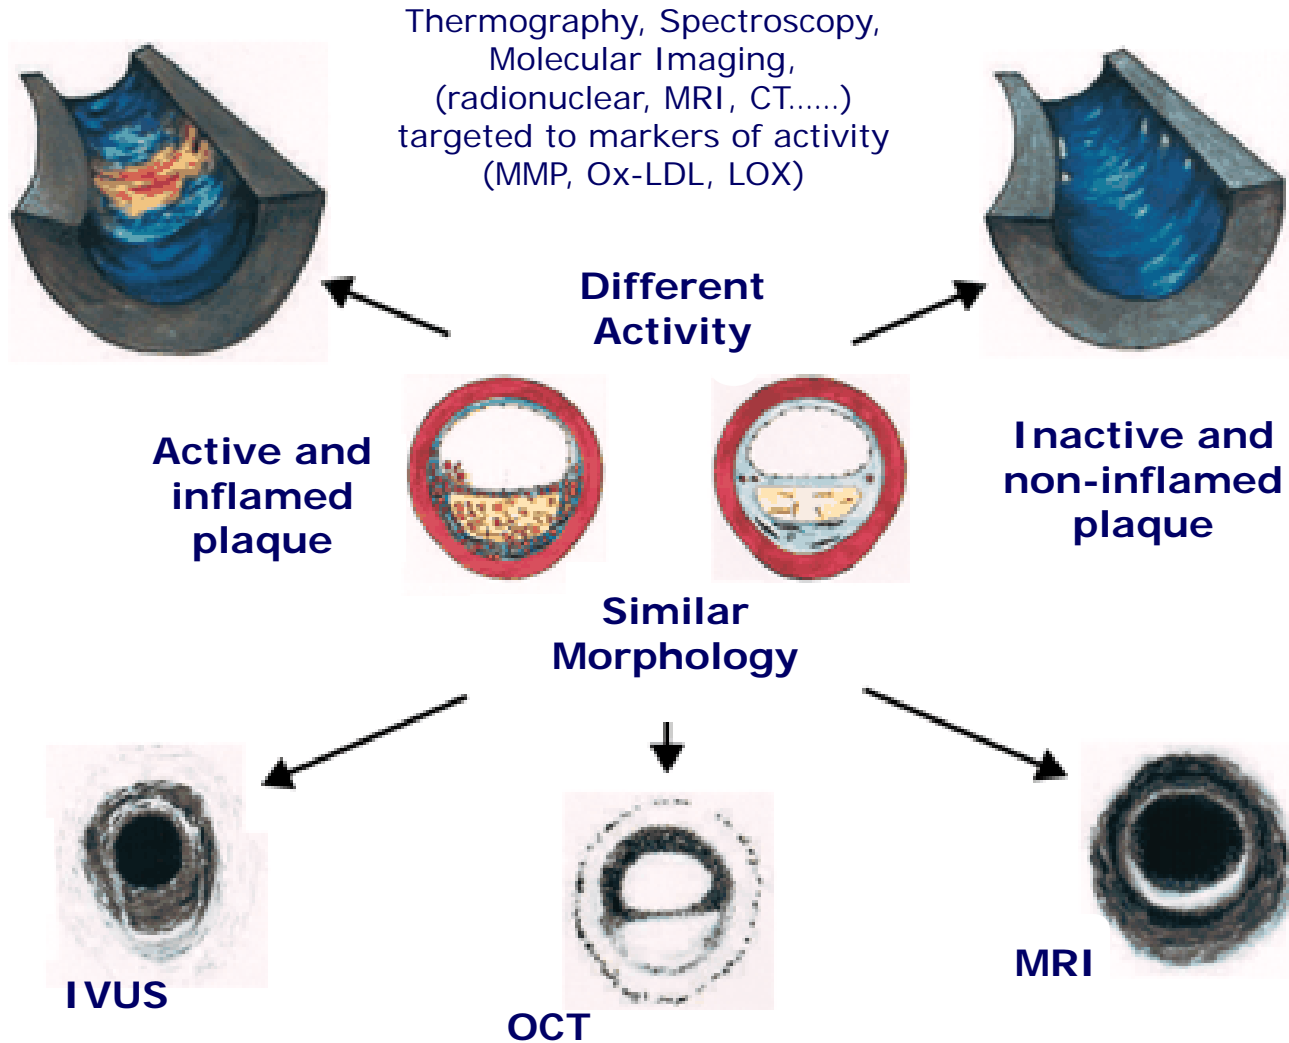 Thermography, Spectroscopy,
Molecular Imaging,
(radionuclear, MRI, CT......)
targeted to markers of activity
(MMP, Ox-LDL, LOX)
Different
Activity
Active and
inflamed
plaque
Inactive and
non-inflamed
plaque
Similar
Morphology
IVUS
OCT
MRI